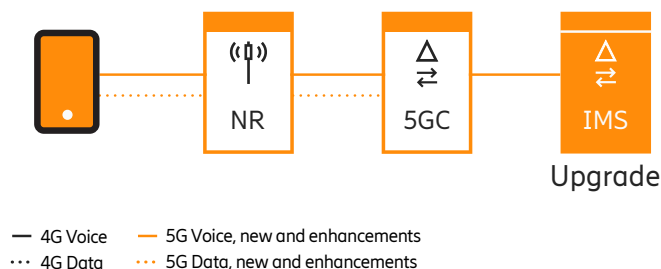 NR
5GC
IMS
Upgrade
4G Voice
5G Voice, new and enhancements
4G Data
5G Data, new and enhancements